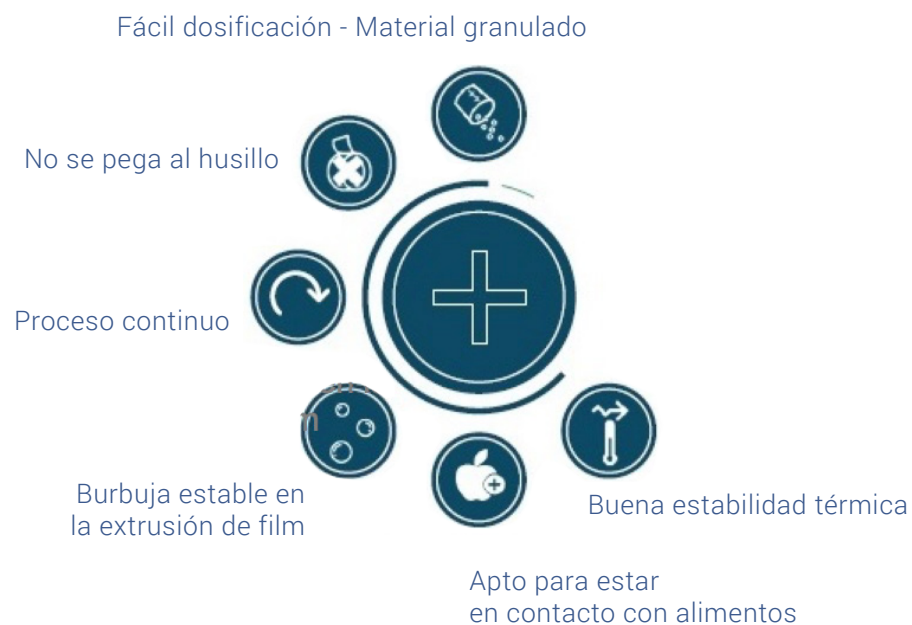 Fácil dosificación - Material granulado
No se pega al husillo
Proceso continuo
Burbuja estable en
la extrusión de film
Buena estabilidad térmica
Apto para estar
en contacto con alimentos